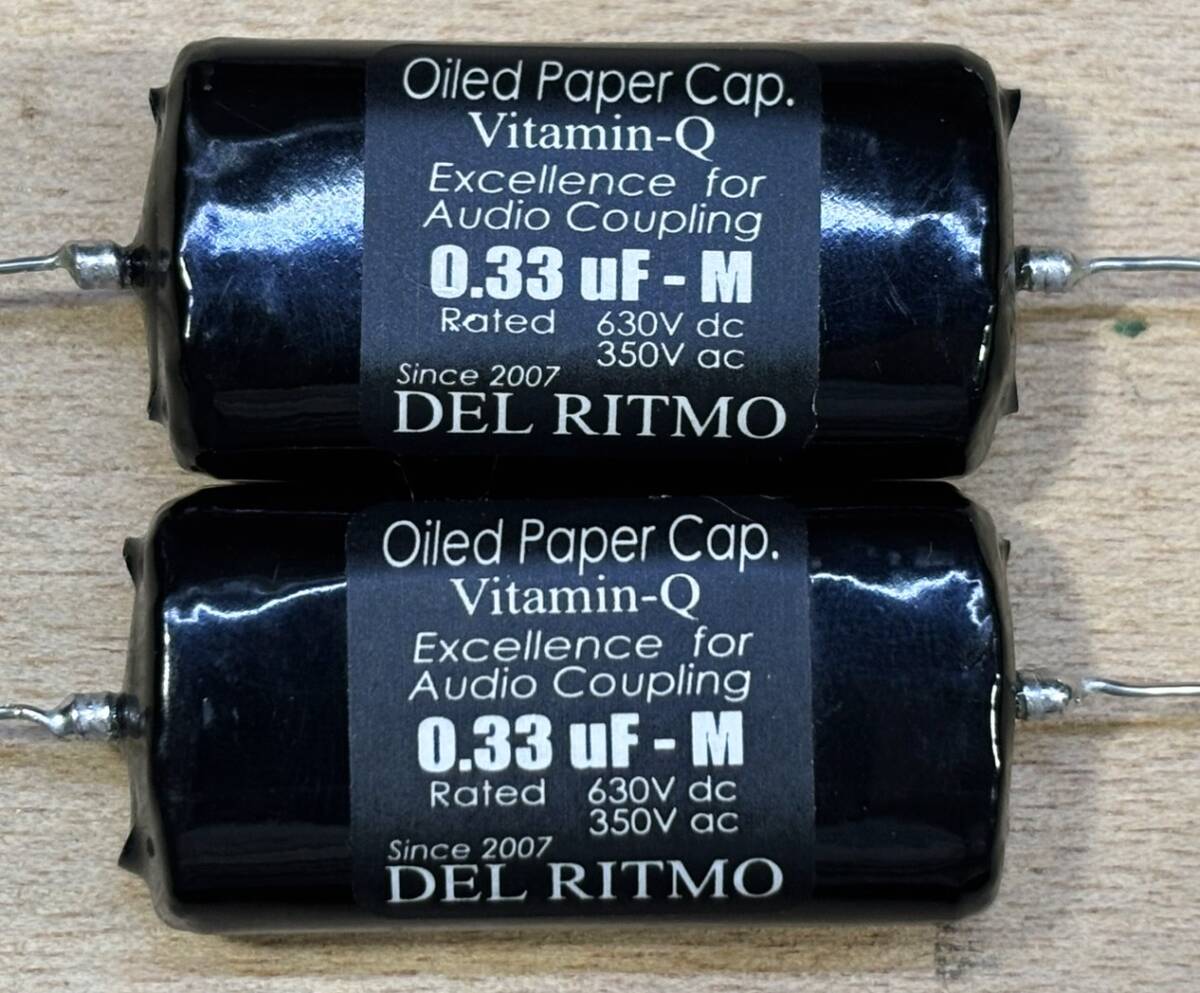 Oiled Paper Cap.
Vitamin-Q
Excellence for
Audio Coupling
0.33 uF - M
Rated 630V dc
350V ac
Since 2007
DEL RITMO
Oiled Paper Cap.
Vitamin-Q
Excellence for
Audio Coupling
0.33 uF - M
Rated 630V dc
350V ac
Since 2007
DEL RITMO